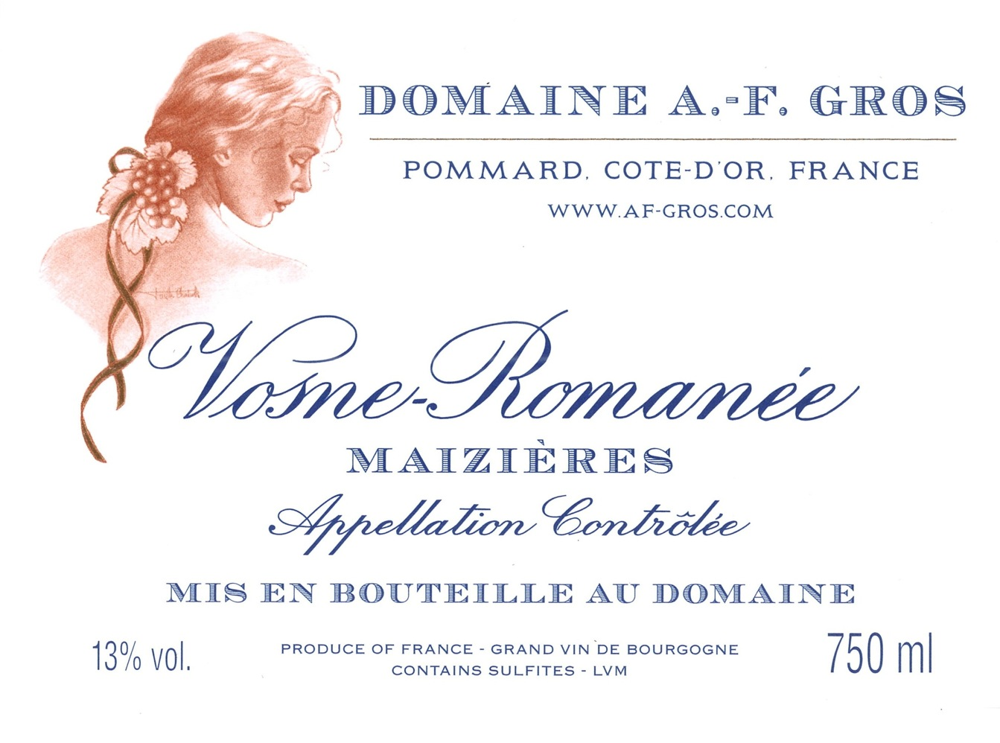 DOMAINE A.-F. GROS
POMMARD, COTE-D'OR, FRANCE
WWW.AF-GROS.COM
Vosne-Romanée
MAIZIÈRES
Appellation Contrôlée
MIS EN BOUTEILLE AU DOMAINE
13% vol.
PRODUCE OF FRANCE - GRAND VIN DE BOURGOGNE
CONTAINS SULFITES - LVM
750 ml